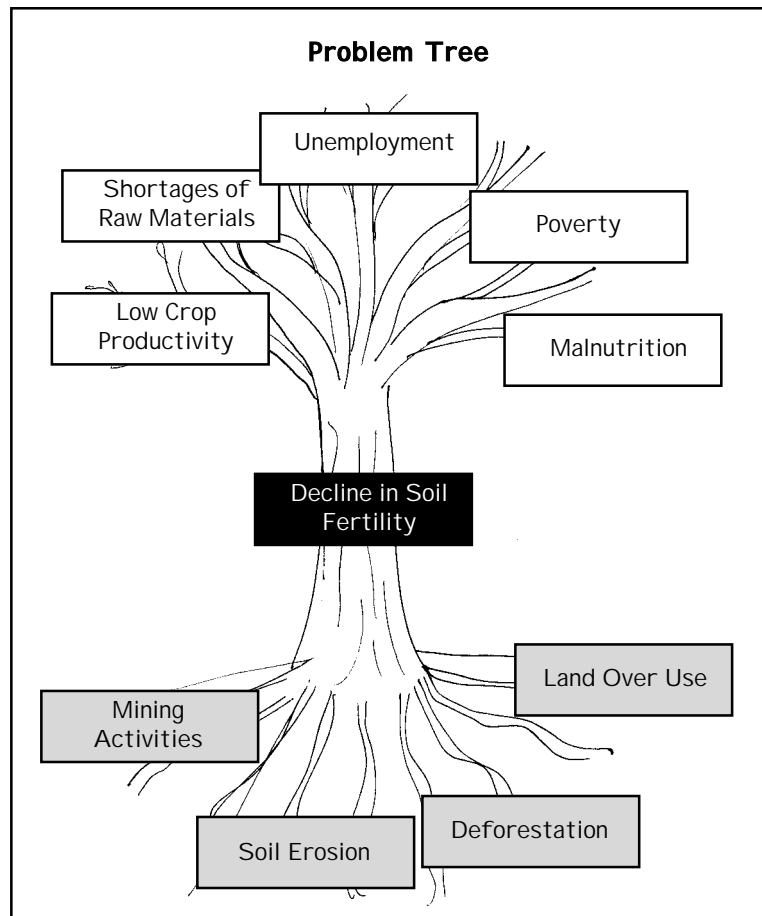 Problem Tree
Unemployment
Shortages of
Raw Materials
Poverty
Low Crop
Productivity
Malnutrition
Decline in Soil
Fertility
Land Over Use
Mining
Activities
Deforestation
Soil Erosion